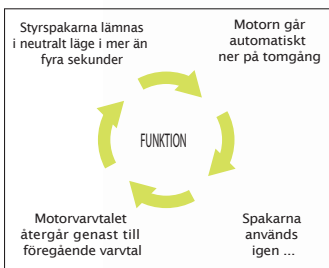 Styrspakarna lämnas
i neutralt läge i mer än
fyra sekunder
Motorn går
automatiskt
ner på tomgång
FUNKTION
Spakarna
används
igen ...
Motorvarvtalet
återgår genast till
föregående varvtal